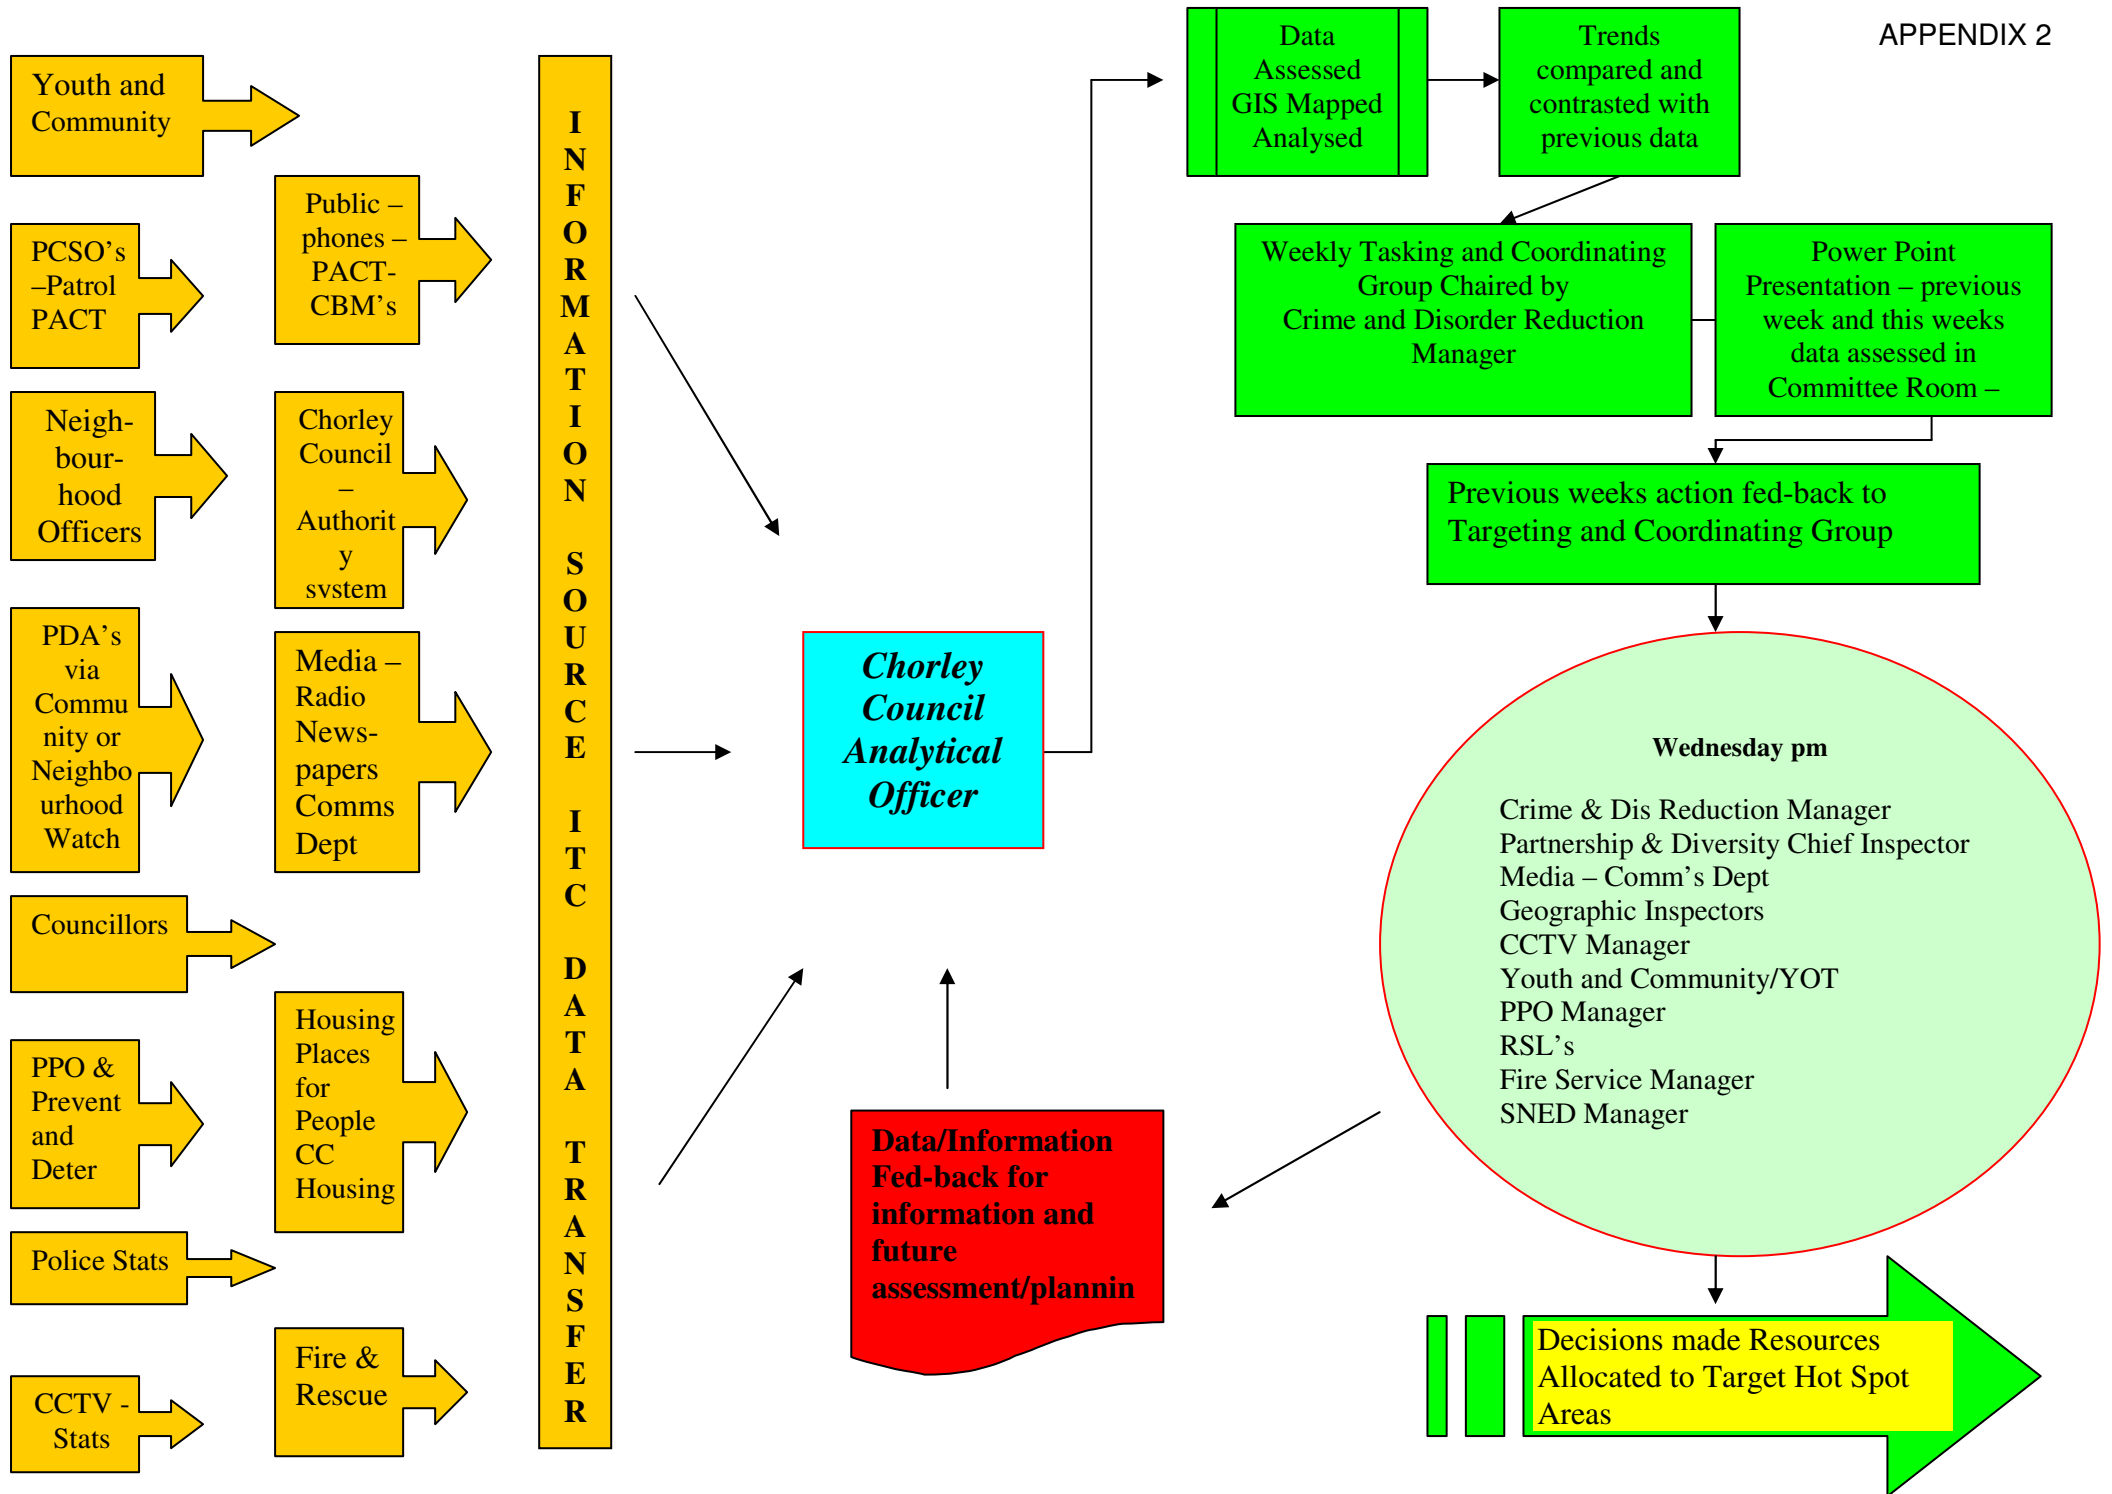 APPENDIX 2
Youth and
Community
PCSO's
–Patrol
PACT
Neigh-
bour-
hood
Officers
PDA's
via
Commu
nity or
Neighbo
urhood
Watch
Councillors
PPO &
Prevent
and
Deter
Police Stats
CCTV -
Stats
Public –
phones –
PACT-
CBM's
Chorley
Council
–
Authorit
y
system
Media –
Radio
News-
papers
Comms
Dept
Housing
Places
for
People
CC
Housing
Fire &
Rescue
INFORMATION SOURCE ITC DATA TRANSFER
Chorley
Council
Analytical
Officer
Data/Information
Fed-back for
information and
future
assessment/plannin
Data
Assessed
GIS Mapped
Analysed
Trends
compared and
contrasted with
previous data
Weekly Tasking and Coordinating
Group Chaired by
Crime and Disorder Reduction
Manager
Power Point
Presentation – previous
week and this weeks
data assessed in
Committee Room –
Previous weeks action fed-back to
Targeting and Coordinating Group
Wednesday pm
Crime & Dis Reduction Manager
Partnership & Diversity Chief Inspector
Media – Comm's Dept
Geographic Inspectors
CCTV Manager
Youth and Community/YOT
PPO Manager
RSL's
Fire Service Manager
SNED Manager
Decisions made Resources
Allocated to Target Hot Spot
Areas